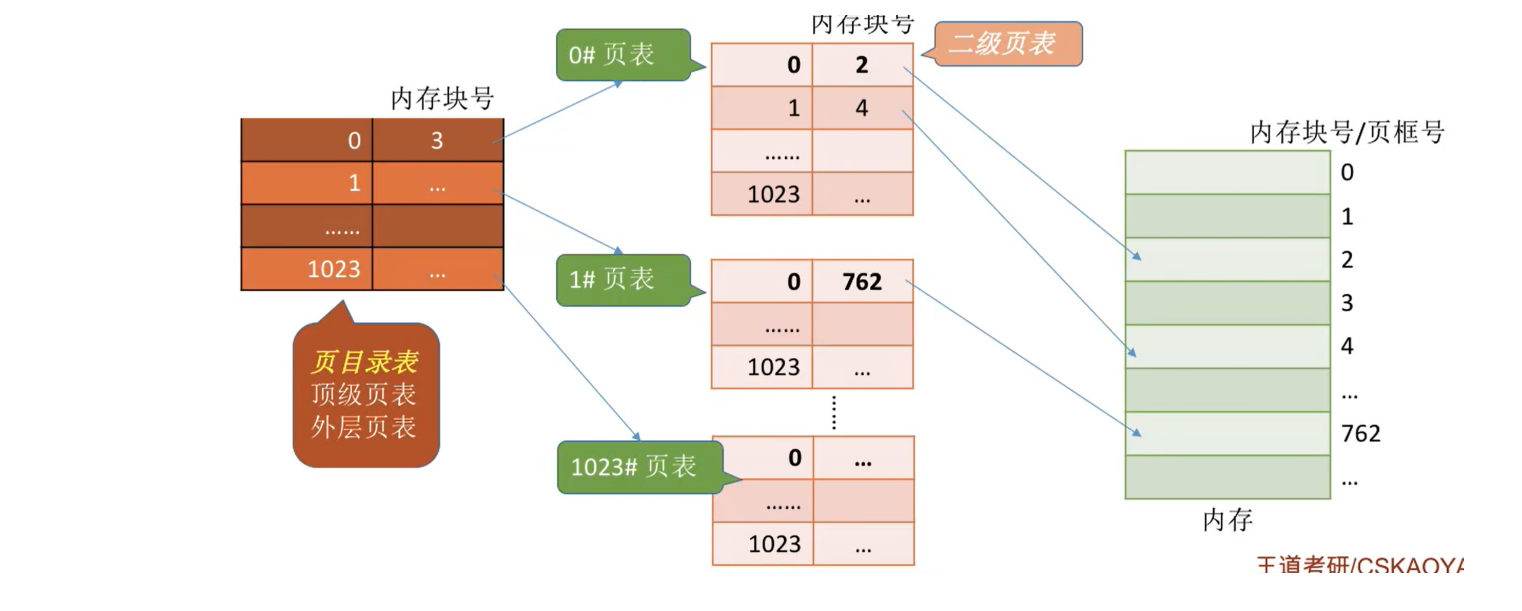 内存块号
0 3
1 ...
......
1023 ...
页目录表
顶级页表
外层页表
0# 页表
1# 页表
1023# 页表
内存块号
二级页表
0 2
1 4
......
1023 ...
0 762
......
1023 ...
0 ...
......
1023 ...
内存块号/页框号
0
1
2
3
4
...
762
...
内存
王道考研/CSKAOYA